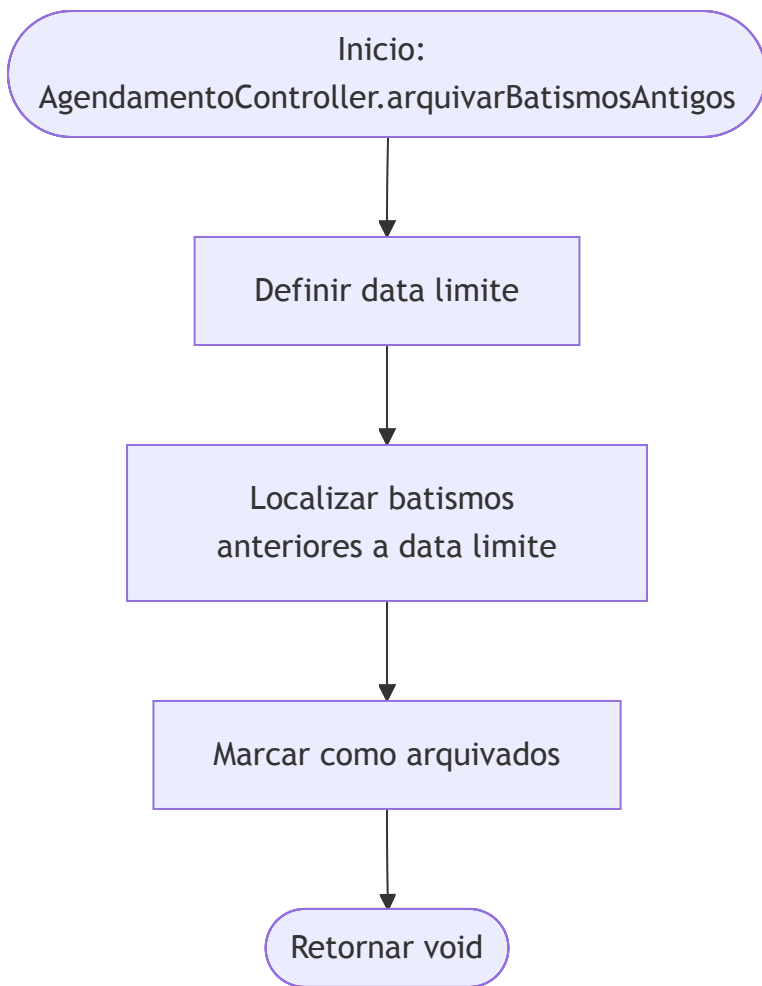 Inicio:
AgendamentoController.arquivarBatismosAntigos
Definir data limite
Localizar batismos
anteriores a data limite
Marcar como arquivados
Retornar void